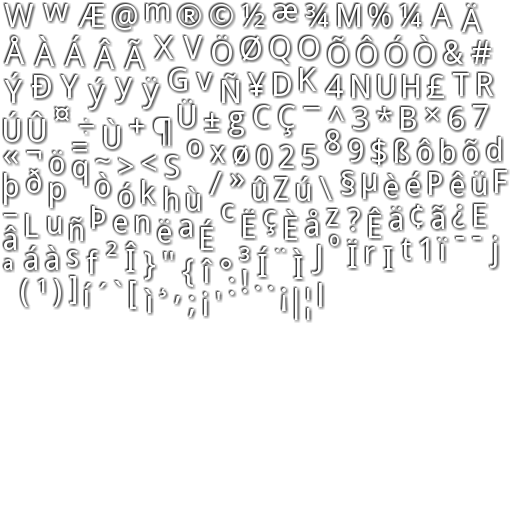 W w Æ @ m ® © ½ æ ¾ M % ¼ A Ä
Å À Á Â Ã X V Ö Ø Q O Õ Ô Ó Ò & #
Ý Ð Y ý y ÿ G v Ñ ¥ D K 4 N U H £ T R
Ú Û ¤ ÷ Ù + ¶ Ü ± g C Ç ¯ ^ 3 * B × 6 7
« ¬ ö = q ~ > < S º x ø 0 2 5 8 9 $ ß ô b õ d
þ ð p ò ó k h ù / » û Z ú \ § µ è é P ê ü F
â L u ñ Þ e n ë a É c Ë ç È å z ? Ê ä ¢ ã ¿ E
ª á à s f ² Î } " { î ° ³ Í ¨ Ì J º Ï r I t 1 ï - j
( ¹ ) ] í ´ ` [ ì ¸ , ; i ' : ! . · ¡ | ¦ l